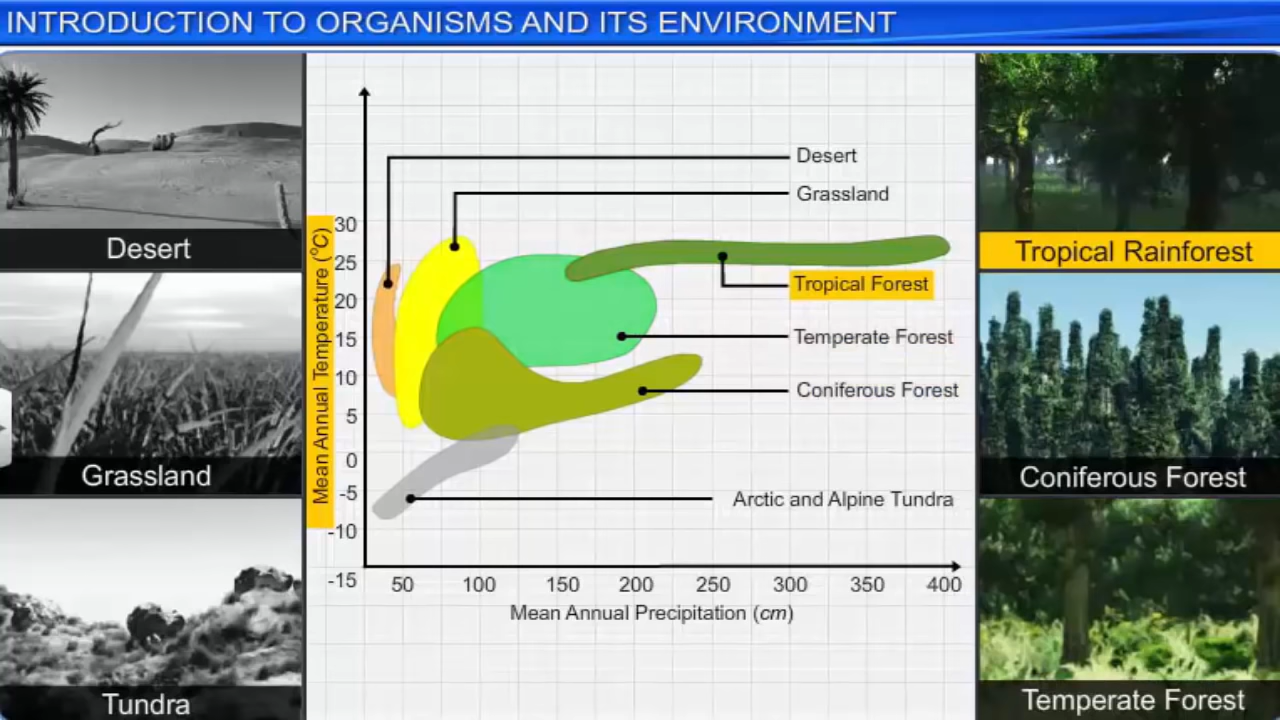 INTRODUCTION TO ORGANISMS AND ITS ENVIRONMENT
Desert
Grassland
Tundra
Mean Annual Temperature (°C)
30
25
20
15
10
5
0
-5
-10
-15
50 100 150 200 250 300 350 400
Mean Annual Precipitation (cm)
Desert
Grassland
Tropical Forest
Temperate Forest
Coniferous Forest
Arctic and Alpine Tundra
Tropical Rainforest
Coniferous Forest
Temperate Forest